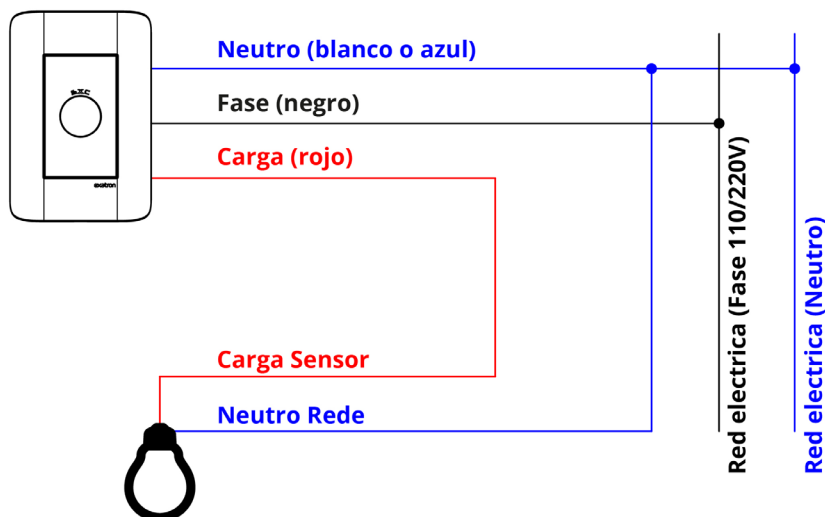 Neutro (blanco o azul)
Fase (negro)
Carga (rojo)
exatron
Carga Sensor
Neutro Rede
Red electrica (Fase 110/220V)
Red electrica (Neutro)